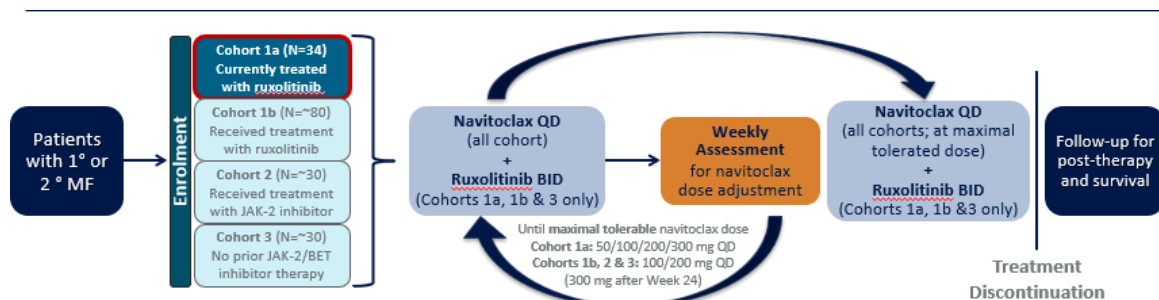 Patients
with 1° or
2 ° MF
Enrolment
Cohort 1a (N=34)
Currently treated
with ruxolitinib
Cohort 1b (N=~80)
Received treatment
with ruxolitinib
Cohort 2 (N=~30)
Received treatment
with JAK-2 inhibitor
Cohort 3 (N=~30)
No prior JAK-2/BET
inhibitor therapy
Navitoclax QD
(all cohort)
+
Ruxolitinib BID
(Cohorts 1a, 1b & 3 only)
Weekly
Assessment
for navitoclax
dose adjustment
Until maximal tolerable navitoclax dose
Cohort 1a: 50/100/200/300 mg QD
Cohorts 1b, 2 & 3: 100/200 mg QD
(300 mg after Week 24)
Navitoclax QD
(all cohorts; at maximal
tolerated dose)
+
Ruxolitinib BID
(Cohorts 1a, 1b &3 only)
Treatment
Discontinuation
Follow-up for
post-therapy
and survival